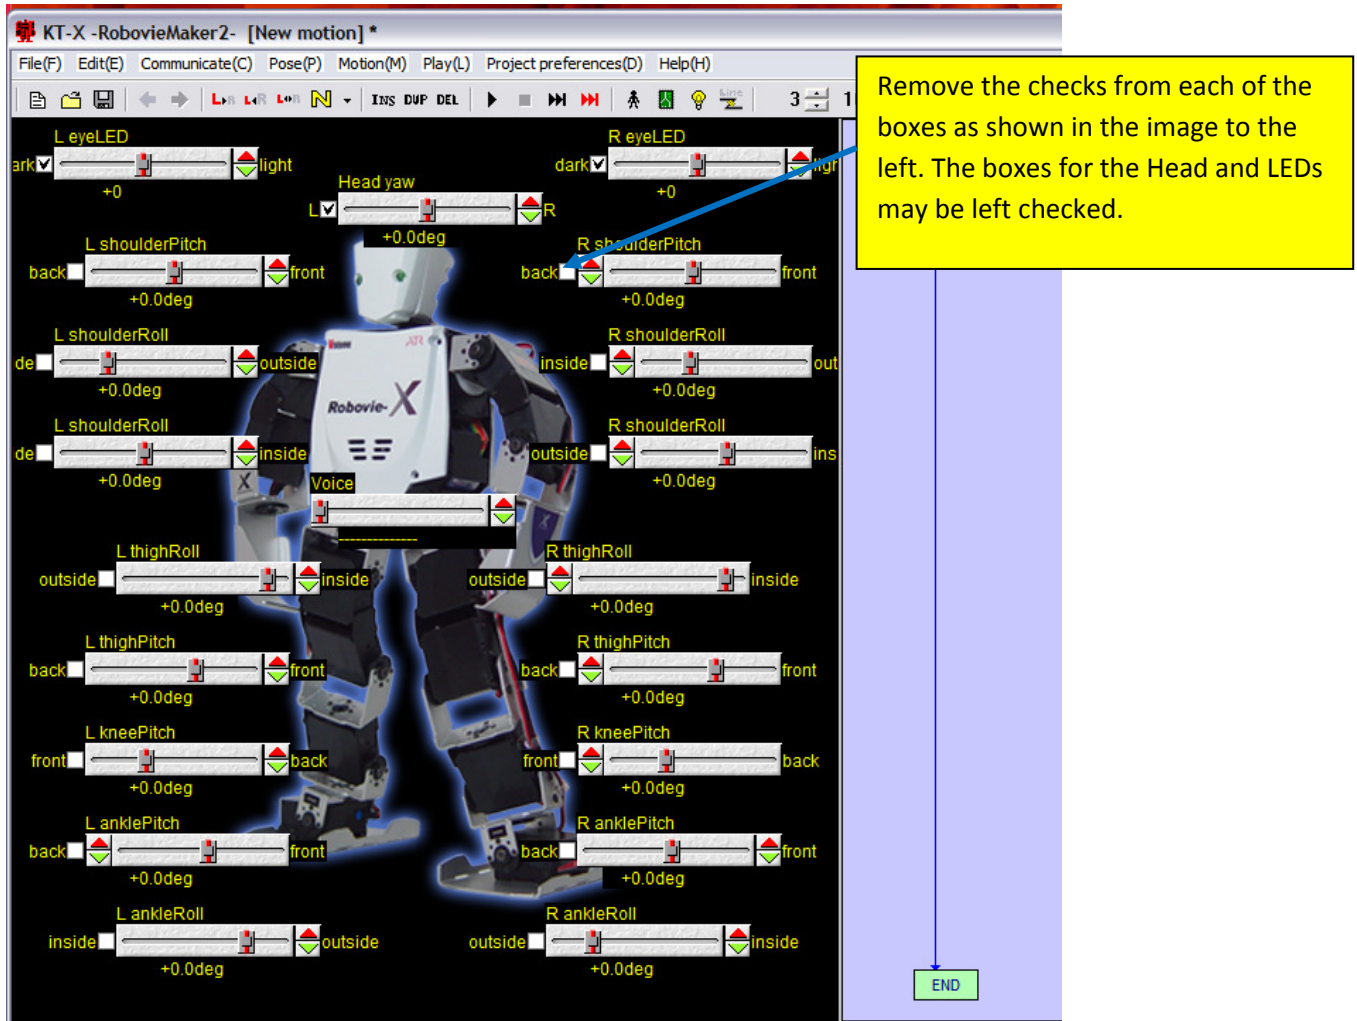 KT-X -RobovieMaker2- [New motion] *
File(F) Edit(E) Communicate(C) Pose(P) Motion(M) Play(L) Project preferences(D) Help(H)
INS DUP DEL Line 3
Remove the checks from each of the
boxes as shown in the image to the
left. The boxes for the Head and LEDs
may be left checked.
L eyeLED
ark light
+0
R eyeLED
dark ligh
+0
Head yaw
L R
+0.0deg
L shoulderPitch
back front
+0.0deg
R shoulderPitch
back front
+0.0deg
L shoulderRoll
de outside
+0.0deg
R shoulderRoll
inside out
+0.0deg
Robovie-X
L shoulderRoll
de inside
+0.0deg
R shoulderRoll
outside ins
+0.0deg
X
Voice
--------------
L thighRoll
outside inside
+0.0deg
R thighRoll
outside inside
+0.0deg
L thighPitch
back front
+0.0deg
R thighPitch
back front
+0.0deg
L kneePitch
front back
+0.0deg
R kneePitch
front back
+0.0deg
L anklePitch
back front
+0.0deg
R anklePitch
back front
+0.0deg
L ankleRoll
inside outside
+0.0deg
R ankleRoll
outside inside
+0.0deg
END